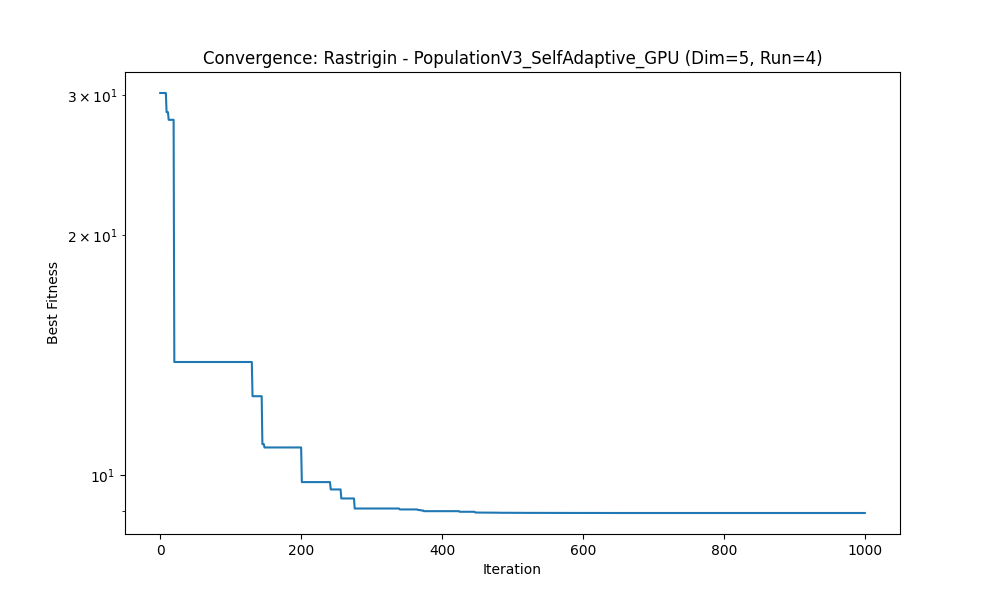 Convergence: Rastrigin - PopulationV3_SelfAdaptive_GPU (Dim=5, Run=4)
3 × 10¹
2 × 10¹
10¹
Best Fitness
0 200 400 600 800 1000
Iteration